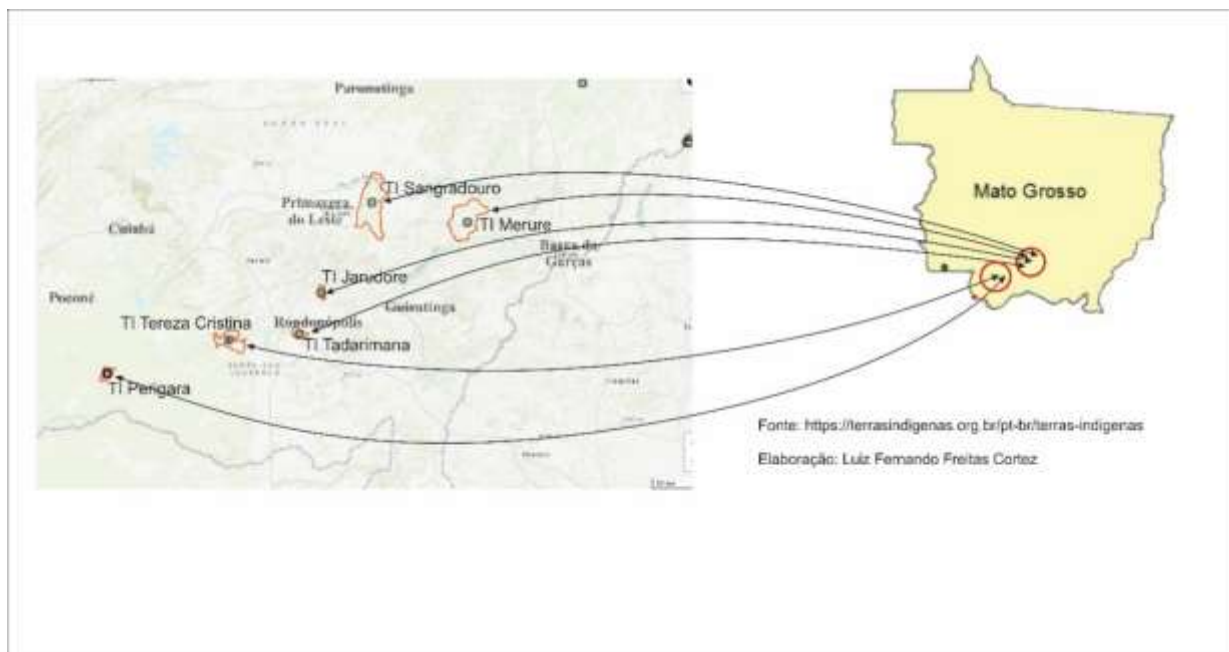 Paranatinga
TI Sangradouro
Primavera
do Leste
TI Merure
Cuiabá
Barra do
Garças
TI Jarudore
Poconé
Guiratinga
TI Tereza Cristina
Rondonópolis
TI Tadarimana
TI Perigara
Mato Grosso
Fonte: https://terrasindigenas.org.br/pt-br/terras-indigenas
Elaboração: Luiz Fernando Freitas Cortez